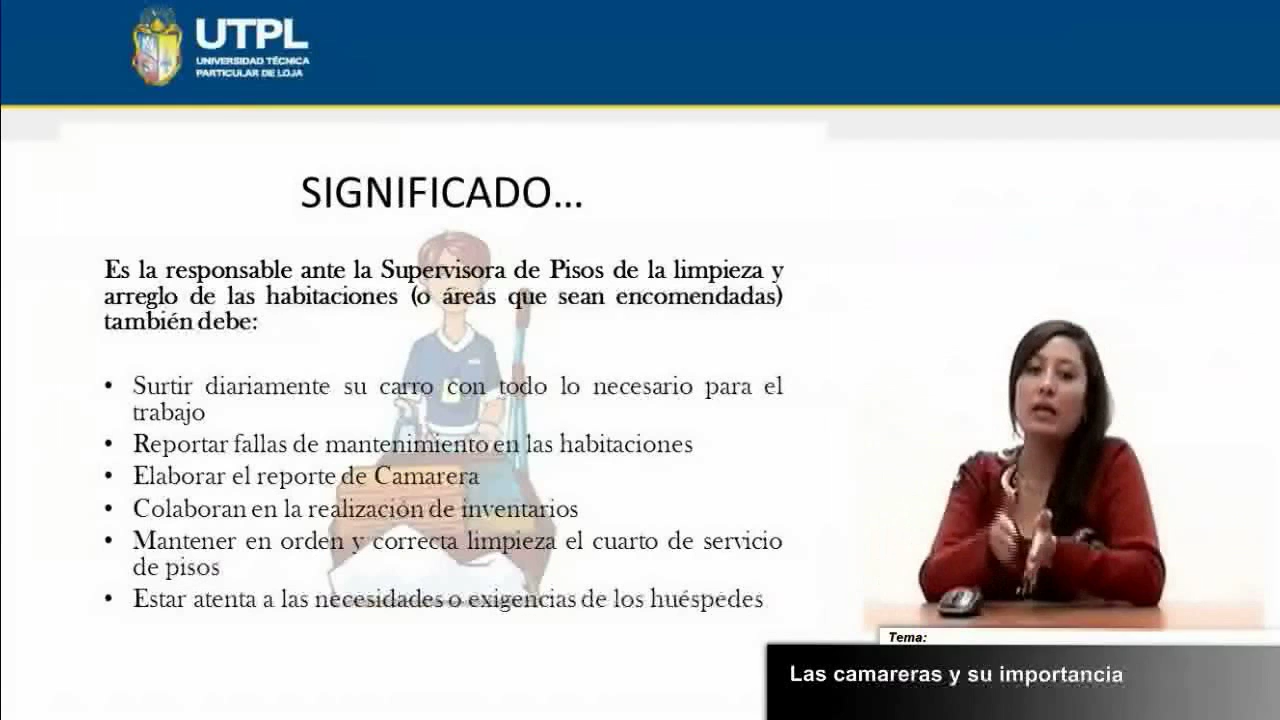 UTPL
UNIVERSIDAD TÉCNICA
PARTICULAR DE LOJA
SIGNIFICADO...
Es la responsable ante la Supervisora de Pisos de la limpieza y
arreglo de las habitaciones (o áreas que sean encomendadas)
también debe:
• Surtir diariamente su carro con todo lo necesario para el
trabajo
• Reportar fallas de mantenimiento en las habitaciones
• Elaborar el reporte de Camarera
• Colaboran en la realización de inventarios
• Mantener en orden y correcta limpieza el cuarto de servicio
de pisos
• Estar atenta a las necesidades o exigencias de los huéspedes
Tema:
Las camareras y su importancia